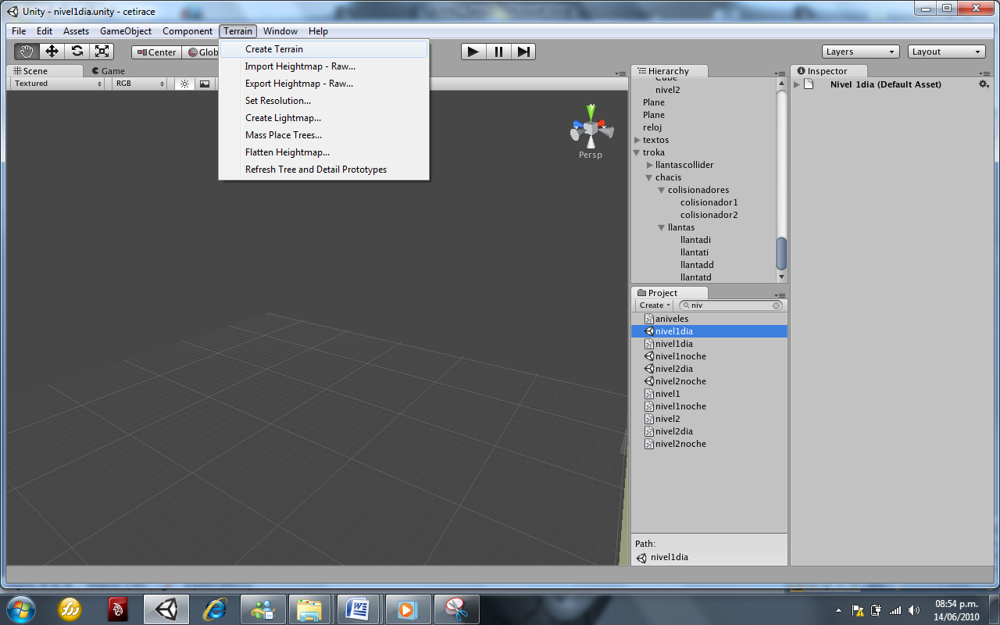 Unity - nivel1dia.unity - cetirace
File Edit Assets GameObject Component Terrain Window Help
Center Glob
Layers Layout
Create Terrain
Import Heightmap - Raw...
Export Heightmap - Raw...
Set Resolution...
Create Lightmap...
Mass Place Trees...
Flatten Heightmap...
Refresh Tree and Detail Prototypes
Scene Game
Textured RGB
y
Persp
Hierarchy
Cube
nivel2
Plane
Plane
reloj
textos
troka
llantascollider
chacis
colisionadores
colisionador1
colisionador2
llantas
llantadi
llantati
llantadd
llantatd
Project
Create niv
aniveles
nivel1dia
nivel1dia
nivel1noche
nivel2dia
nivel2noche
nivel1
nivel1noche
nivel2
nivel2dia
nivel2noche
Path:
nivel1dia
Inspector
Nivel 1dia (Default Asset)
08:54 p.m.
14/06/2010